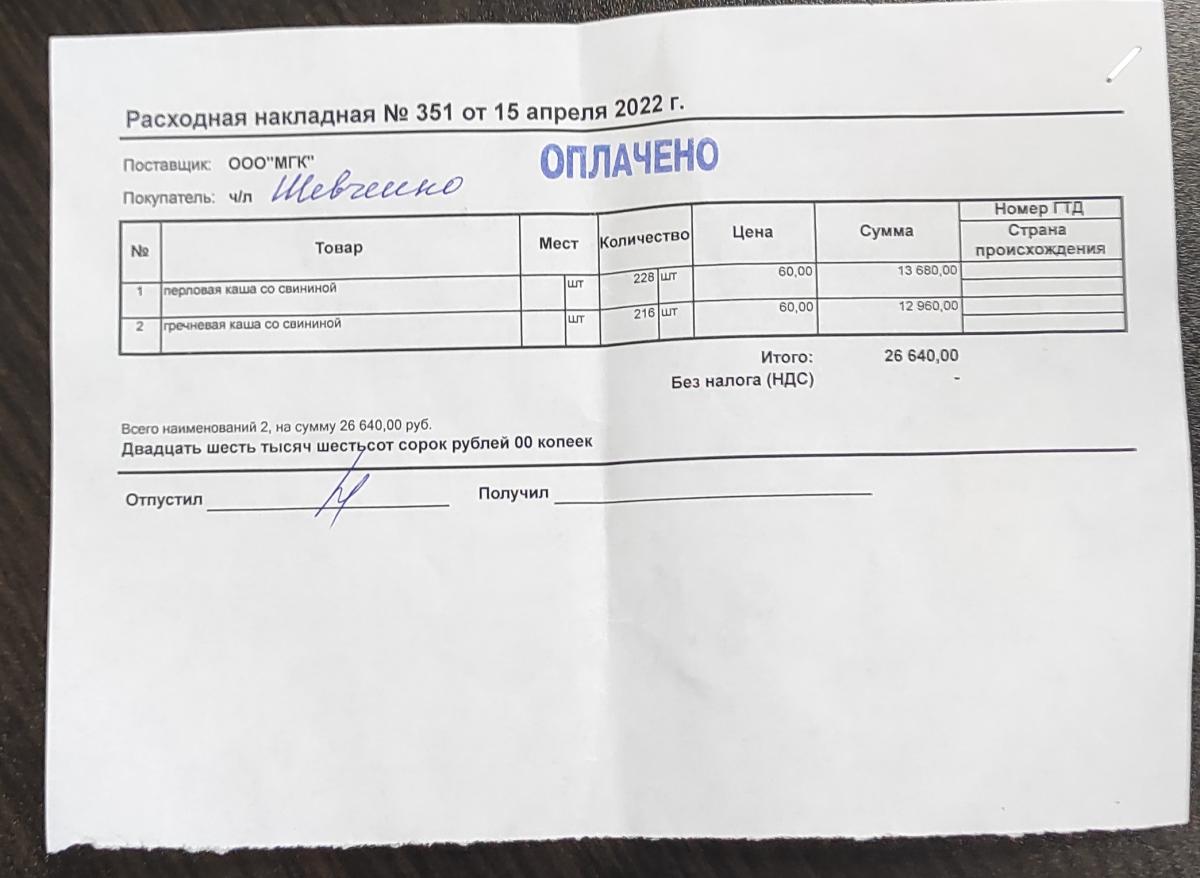 Расходная накладная № 351 от 15 апреля 2022 г.
Поставщик: ООО"МГК"
ОПЛАЧЕНО
Покупатель: ч/л Шевченко
№ Товар Мест Количество Цена Сумма Номер ГТД
Страна происхождения
1 перловая каша со свининой шт 228 шт 60,00 13 680,00
2 гречневая каша со свининой шт 216 шт 60,00 12 960,00
Итого: 26 640,00
Без налога (НДС) -
Всего наименований 2, на сумму 26 640,00 руб.
Двадцать шесть тысяч шестьсот сорок рублей 00 копеек
Отпустил Получил